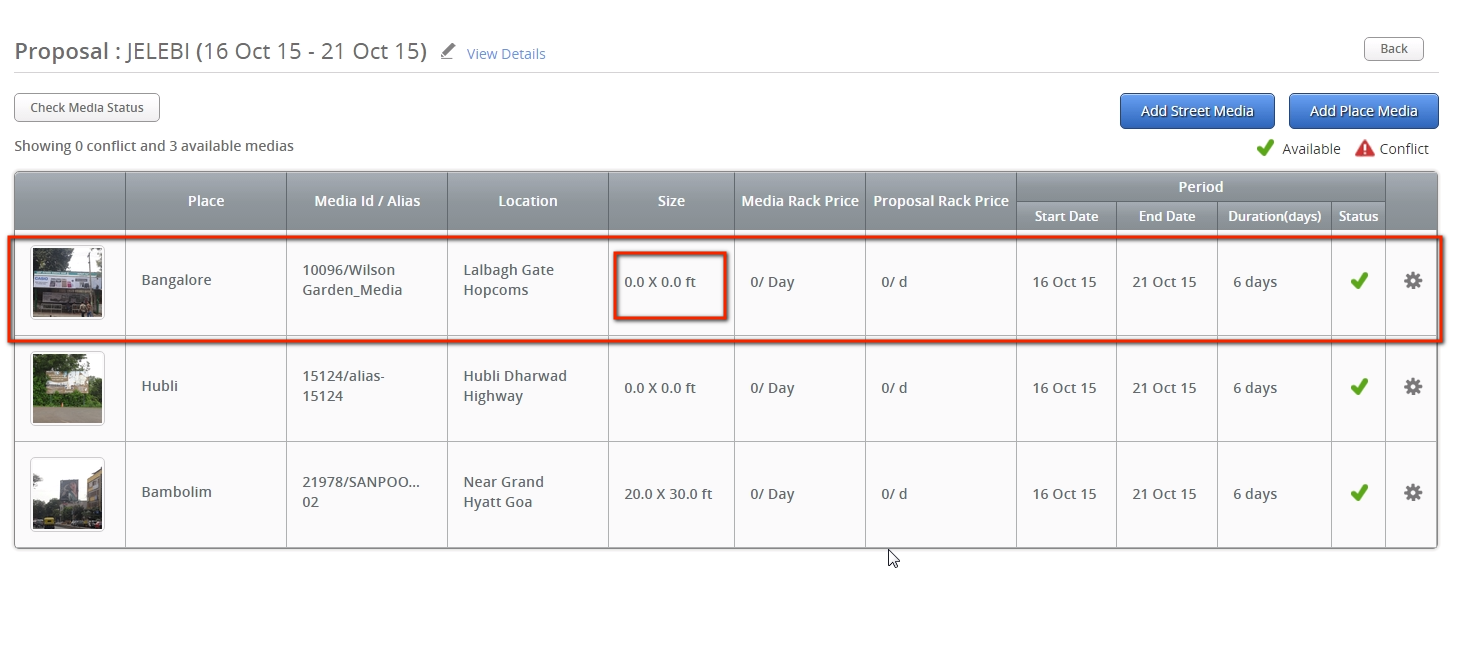 Proposal : JELEBI (16 Oct 15 - 21 Oct 15) View Details Back
Check Media Status Add Street Media Add Place Media
Showing 0 conflict and 3 available medias
Available Conflict
Place Media Id / Alias Location Size Media Rack Price Proposal Rack Price Period
Start Date End Date Duration(days) Status
Bangalore 10096/Wilson Garden_Media Lalbagh Gate Hopcoms 0.0 X 0.0 ft 0/ Day 0/ d 16 Oct 15 21 Oct 15 6 days
Hubli 15124/alias-15124 Hubli Dharwad Highway 0.0 X 0.0 ft 0/ Day 0/ d 16 Oct 15 21 Oct 15 6 days
Bambolim 21978/SANPOO... 02 Near Grand Hyatt Goa 20.0 X 30.0 ft 0/ Day 0/ d 16 Oct 15 21 Oct 15 6 days